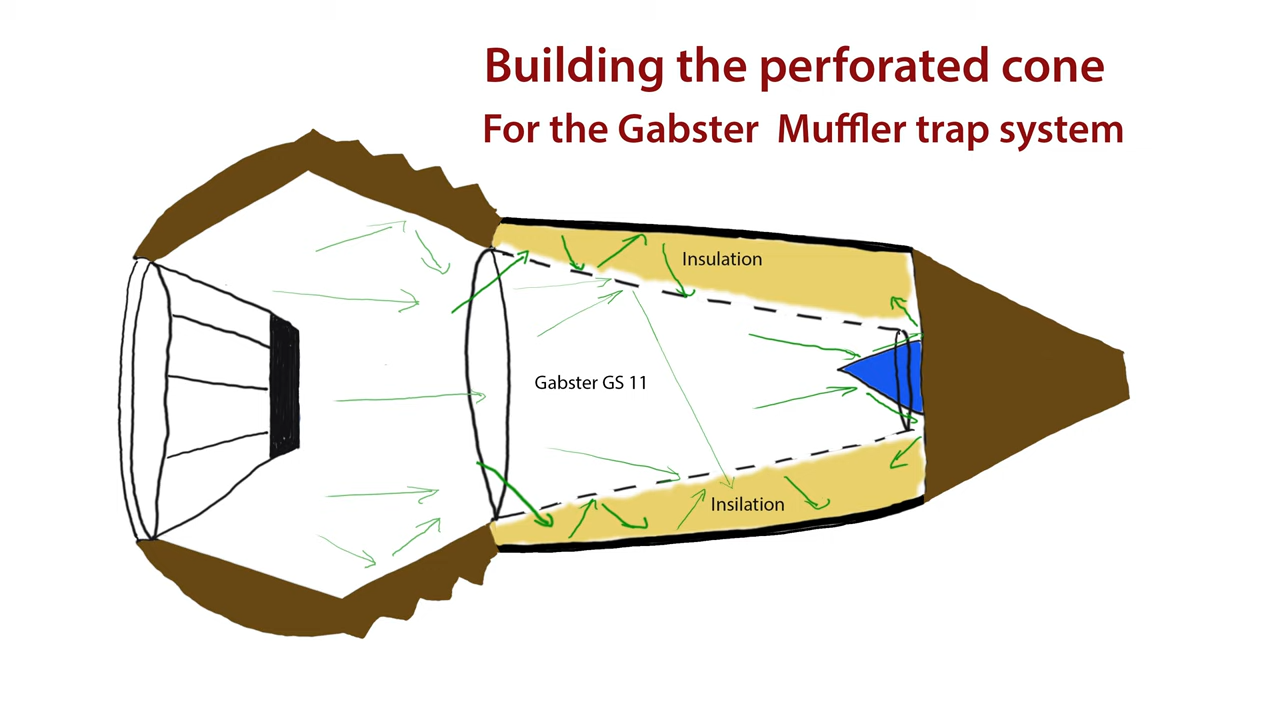 Building the perforated cone
For the Gabster Muffler trap system
Insulation
Gabster GS 11
Insilation